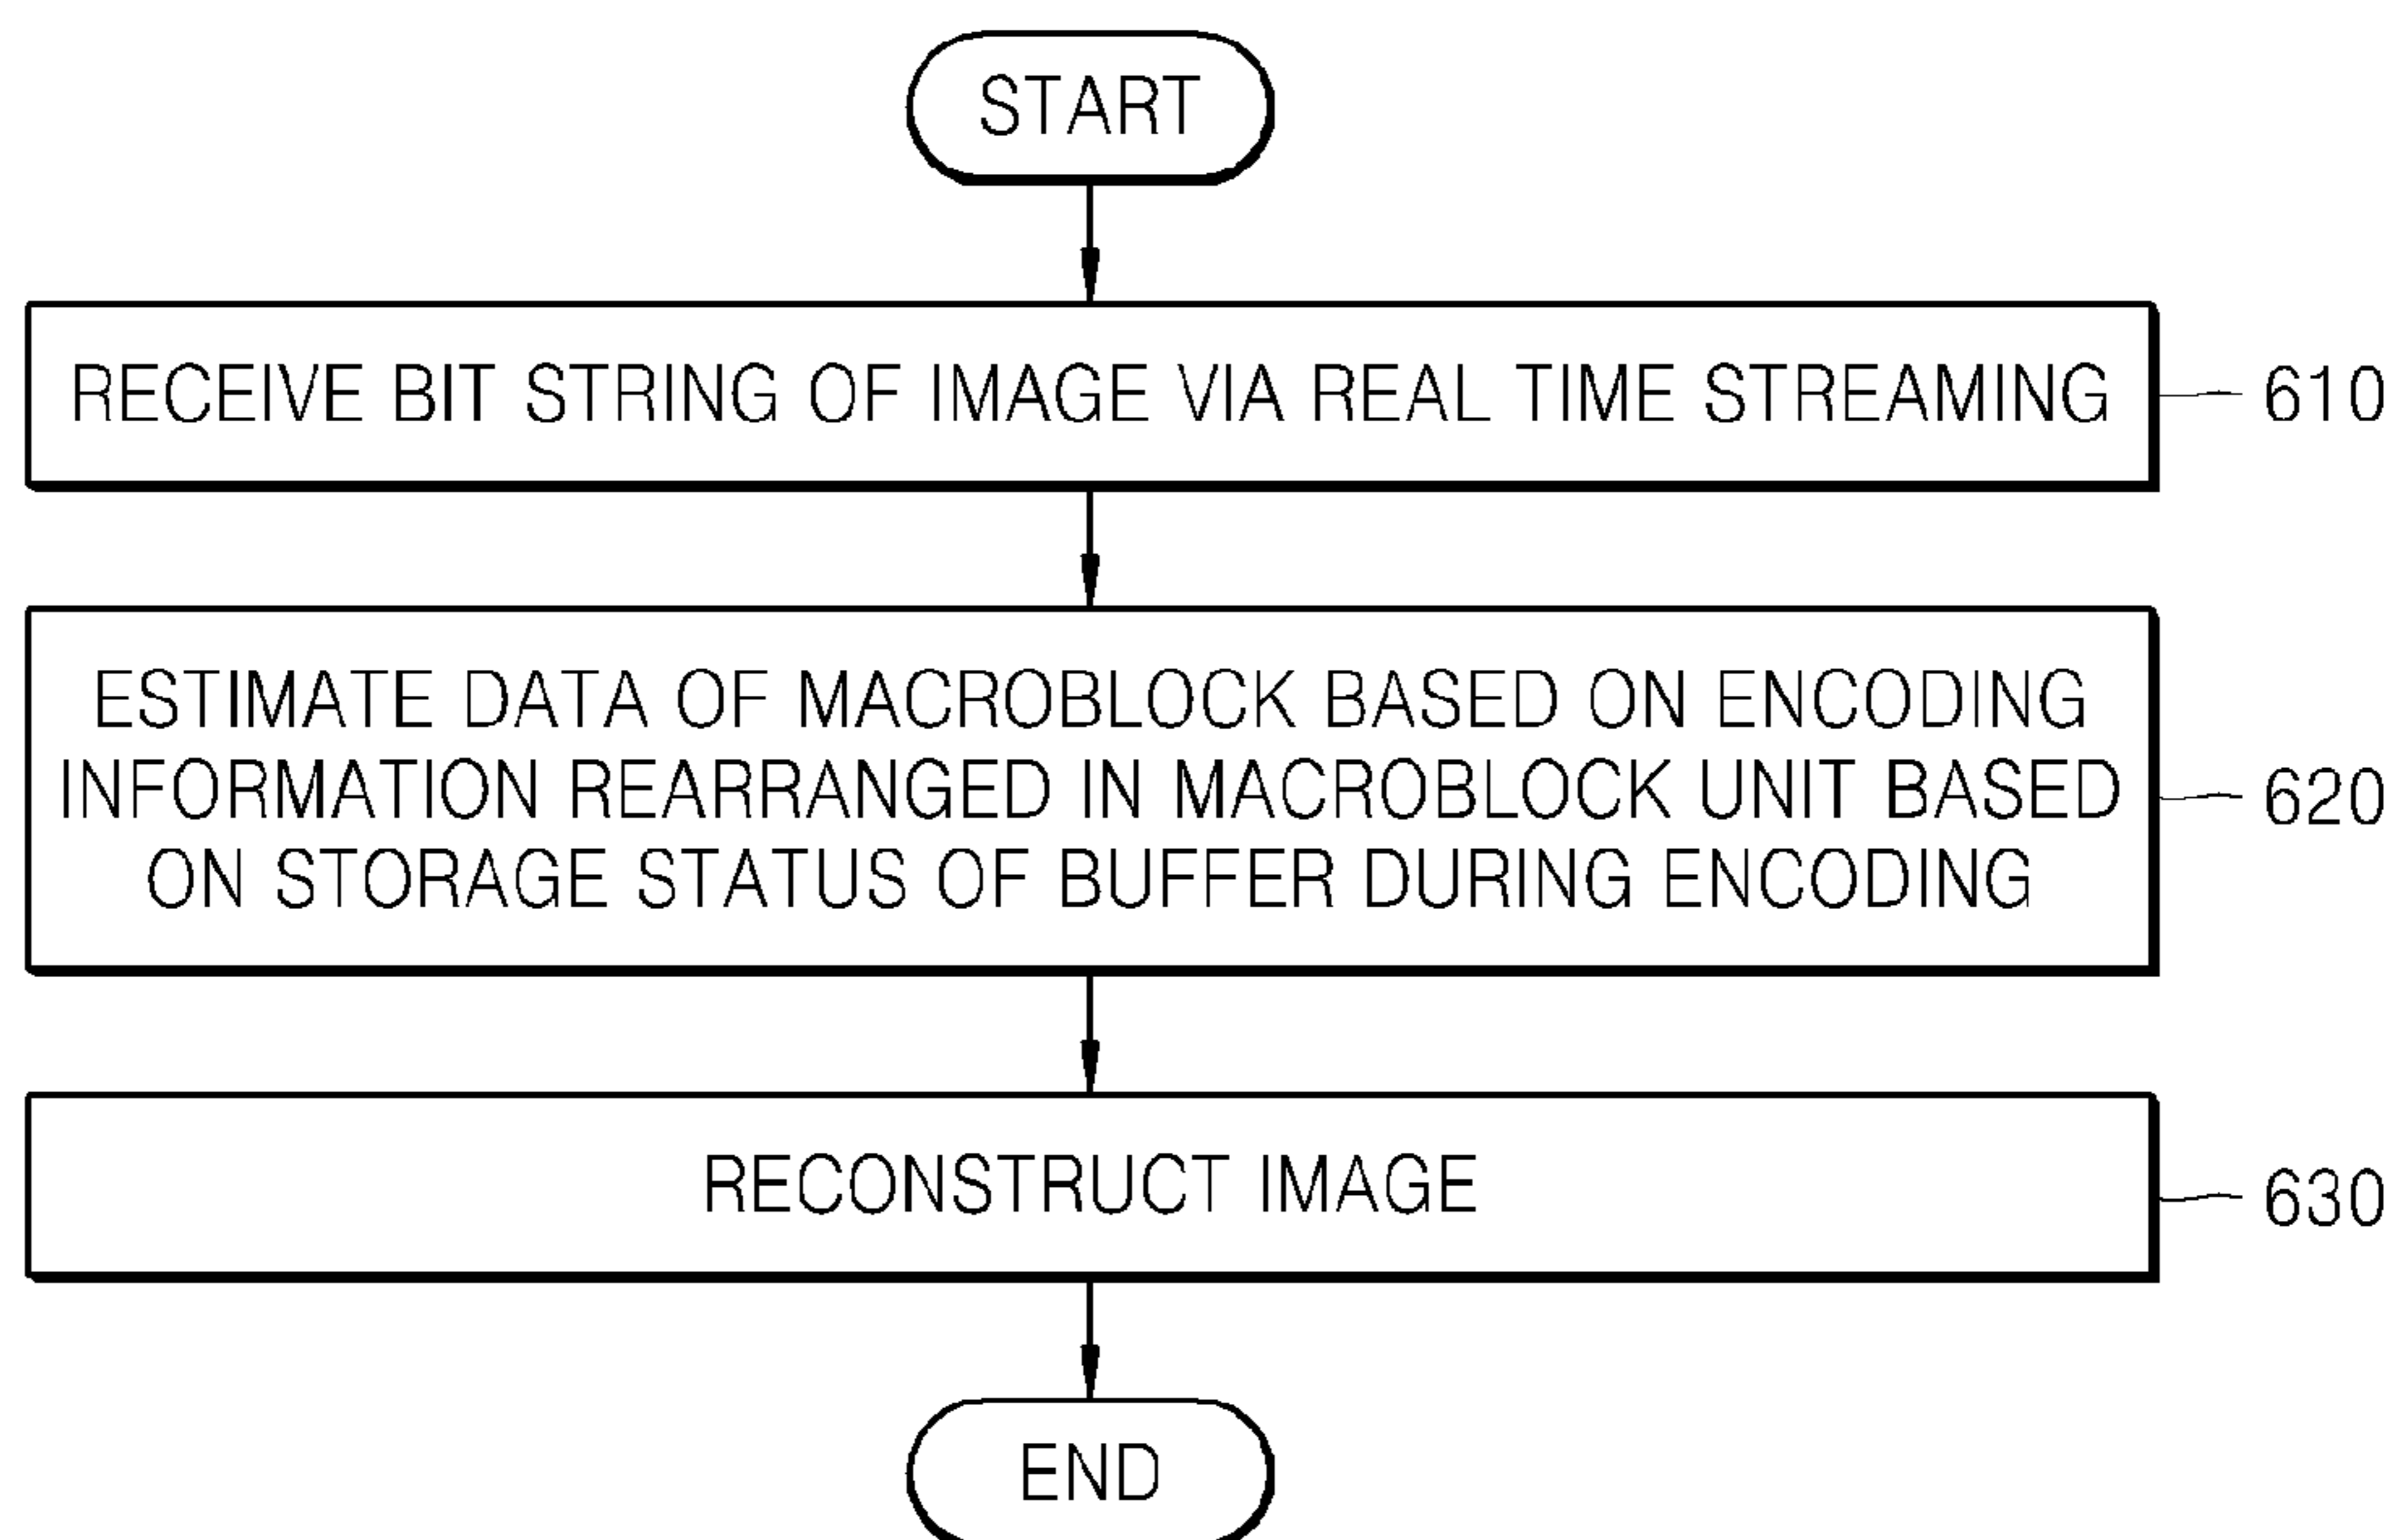 START
RECEIVE BIT STRING OF IMAGE VIA REAL TIME STREAMING
610
ESTIMATE DATA OF MACROBLOCK BASED ON ENCODING
INFORMATION REARRANGED IN MACROBLOCK UNIT BASED
ON STORAGE STATUS OF BUFFER DURING ENCODING
620
RECONSTRUCT IMAGE
630
END